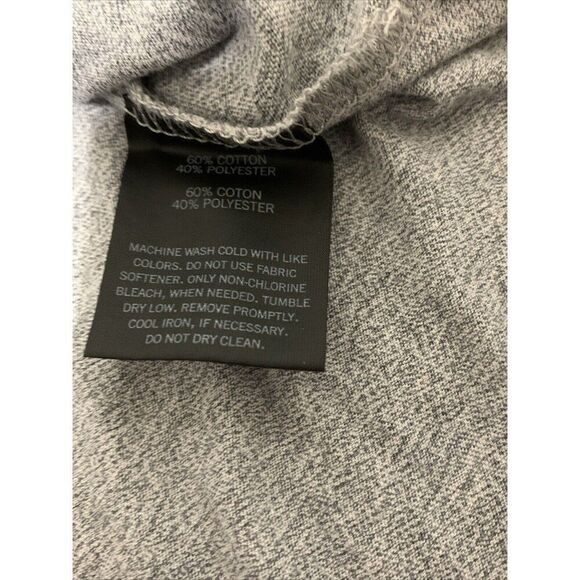 60% COTTON
40% POLYESTER
60% COTON
40% POLYESTER
MACHINE WASH COLD WITH LIKE
COLORS. DO NOT USE FABRIC
SOFTENER. ONLY NON-CHLORINE
BLEACH, WHEN NEEDED. TUMBLE
DRY LOW. REMOVE PROMPTLY.
COOL IRON, IF NECESSARY.
DO NOT DRY CLEAN.